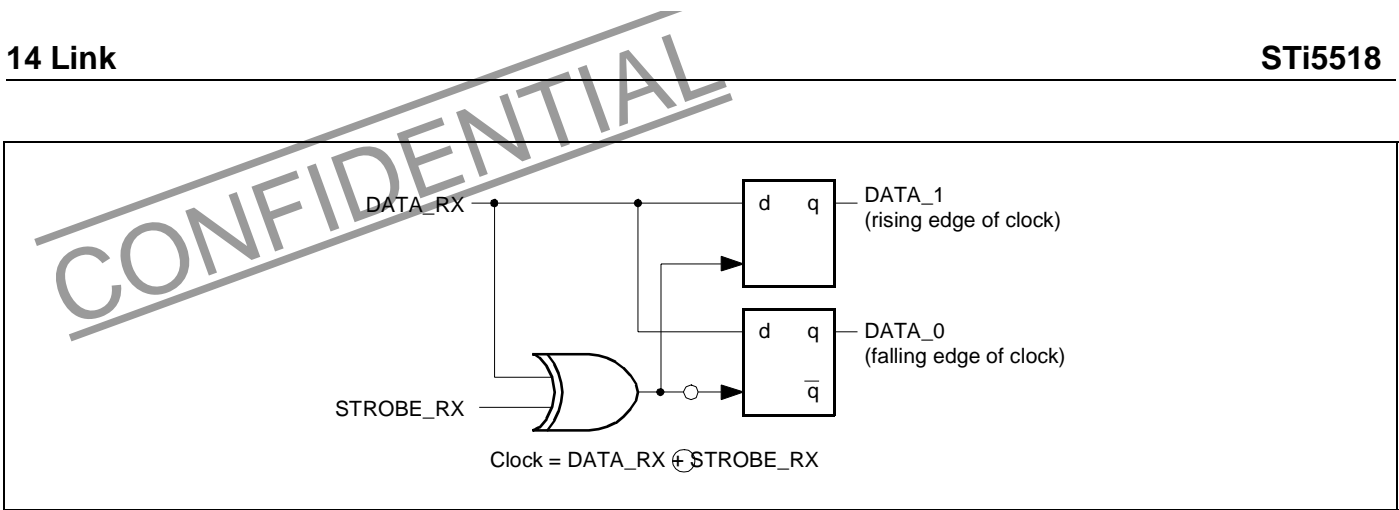 14 Link
STi5518
CONFIDENTIAL
DATA_RX
d q
DATA_1
(rising edge of clock)
d q
DATA_0
(falling edge of clock)
q̅
STROBE_RX
Clock = DATA_RX ⊕ STROBE_RX